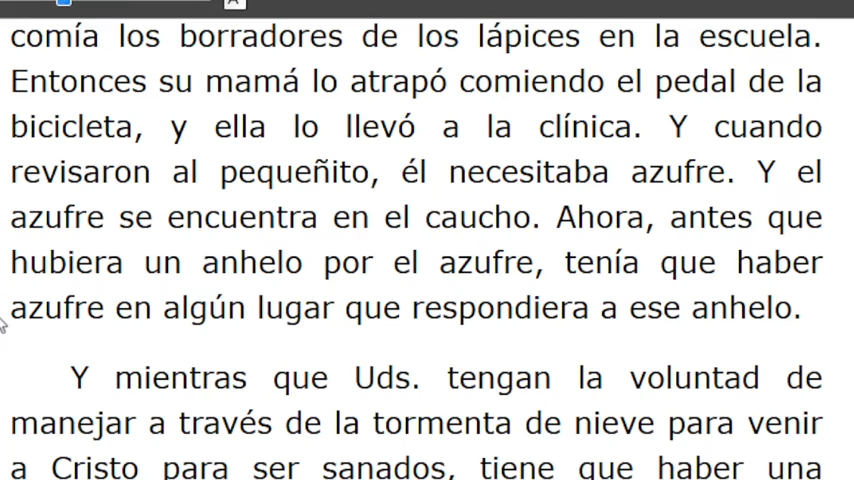 comía los borradores de los lápices en la escuela.
Entonces su mamá lo atrapó comiendo el pedal de la
bicicleta, y ella lo llevó a la clínica. Y cuando
revisaron al pequeñito, él necesitaba azufre. Y el
azufre se encuentra en el caucho. Ahora, antes que
hubiera un anhelo por el azufre, tenía que haber
azufre en algún lugar que respondiera a ese anhelo.
Y mientras que Uds. tengan la voluntad de
manejar a través de la tormenta de nieve para venir
a Cristo para ser sanados, tiene que haber una